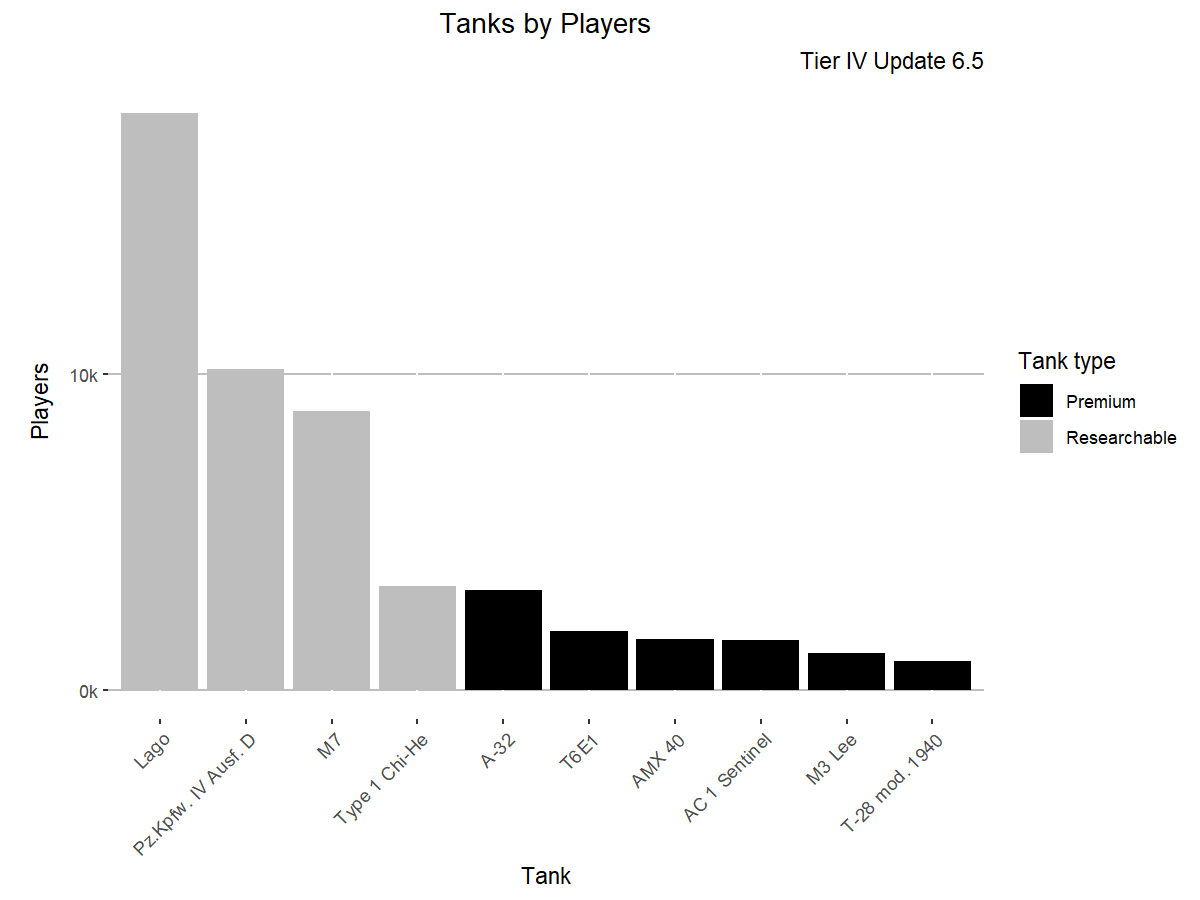 Tanks by Players
Tier IV Update 6.5
Players
10k
0k
Lago
Pz.Kpfw. IV Ausf. D
M7
Type 1 Chi-He
A-32
T6E1
AMX 40
AC 1 Sentinel
M3 Lee
T-28 mod. 1940
Tank
Tank type
Premium
Researchable